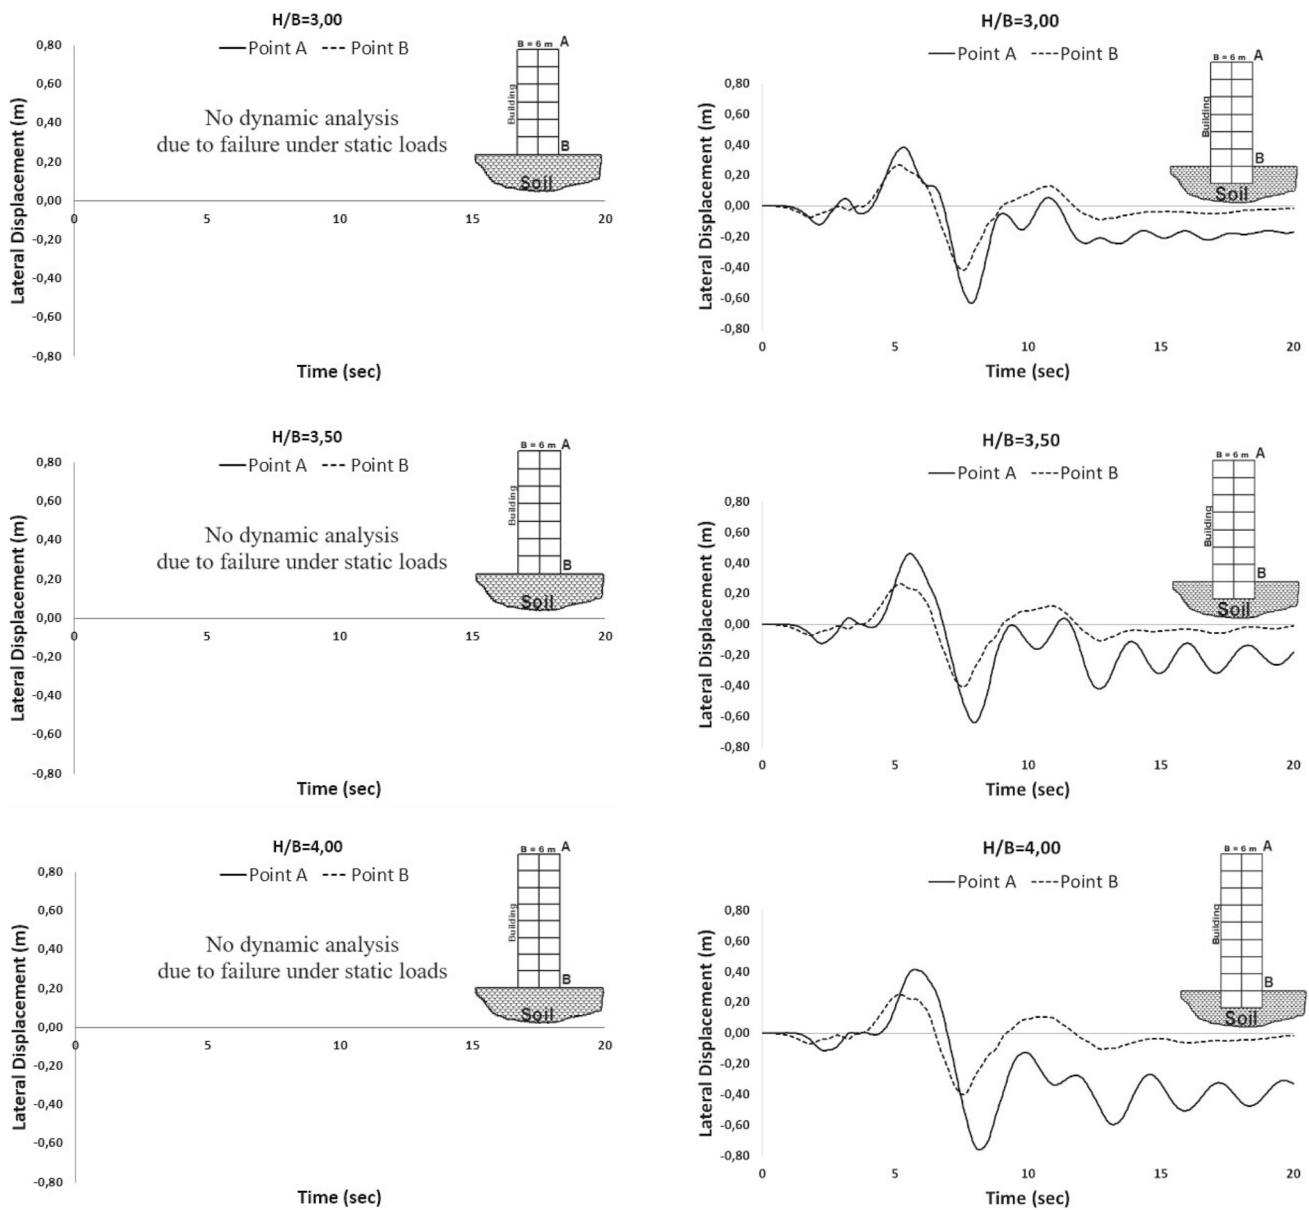 H/B=3,00
Point A Point B
B = 6 m A
Building
B
Soil
No dynamic analysis
due to failure under static loads
Lateral Displacement (m)
0,80
0,60
0,40
0,20
0,00
-0,20
-0,40
-0,60
-0,80
0 5 10 15 20
Time (sec)
H/B=3,00
Point A Point B
B = 6 m A
Building
B
Soil
Lateral Displacement (m)
0,80
0,60
0,40
0,20
0,00
-0,20
-0,40
-0,60
-0,80
0 5 10 15 20
Time (sec)
H/B=3,50
Point A Point B
B = 6 m A
Building
B
Soil
No dynamic analysis
due to failure under static loads
Lateral Displacement (m)
0,80
0,60
0,40
0,20
0,00
-0,20
-0,40
-0,60
-0,80
0 5 10 15 20
Time (sec)
H/B=3,50
Point A Point B
B = 6 m A
Building
B
Soil
Lateral Displacement (m)
0,80
0,60
0,40
0,20
0,00
-0,20
-0,40
-0,60
-0,80
0 5 10 15 20
Time (sec)
H/B=4,00
Point A Point B
B = 6 m A
Building
B
Soil
No dynamic analysis
due to failure under static loads
Lateral Displacement (m)
0,80
0,60
0,40
0,20
0,00
-0,20
-0,40
-0,60
-0,80
0 5 10 15 20
Time (sec)
H/B=4,00
Point A Point B
B = 6 m A
Building
B
Soil
Lateral Displacement (m)
0,80
0,60
0,40
0,20
0,00
-0,20
-0,40
-0,60
-0,80
0 5 10 15 20
Time (sec)